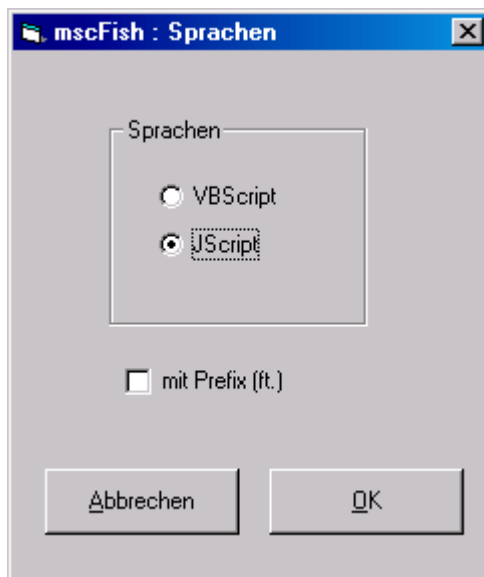 mscFish : Sprachen
Sprachen
VBScript
JScript
mit Prefix (ft.)
Abbrechen OK